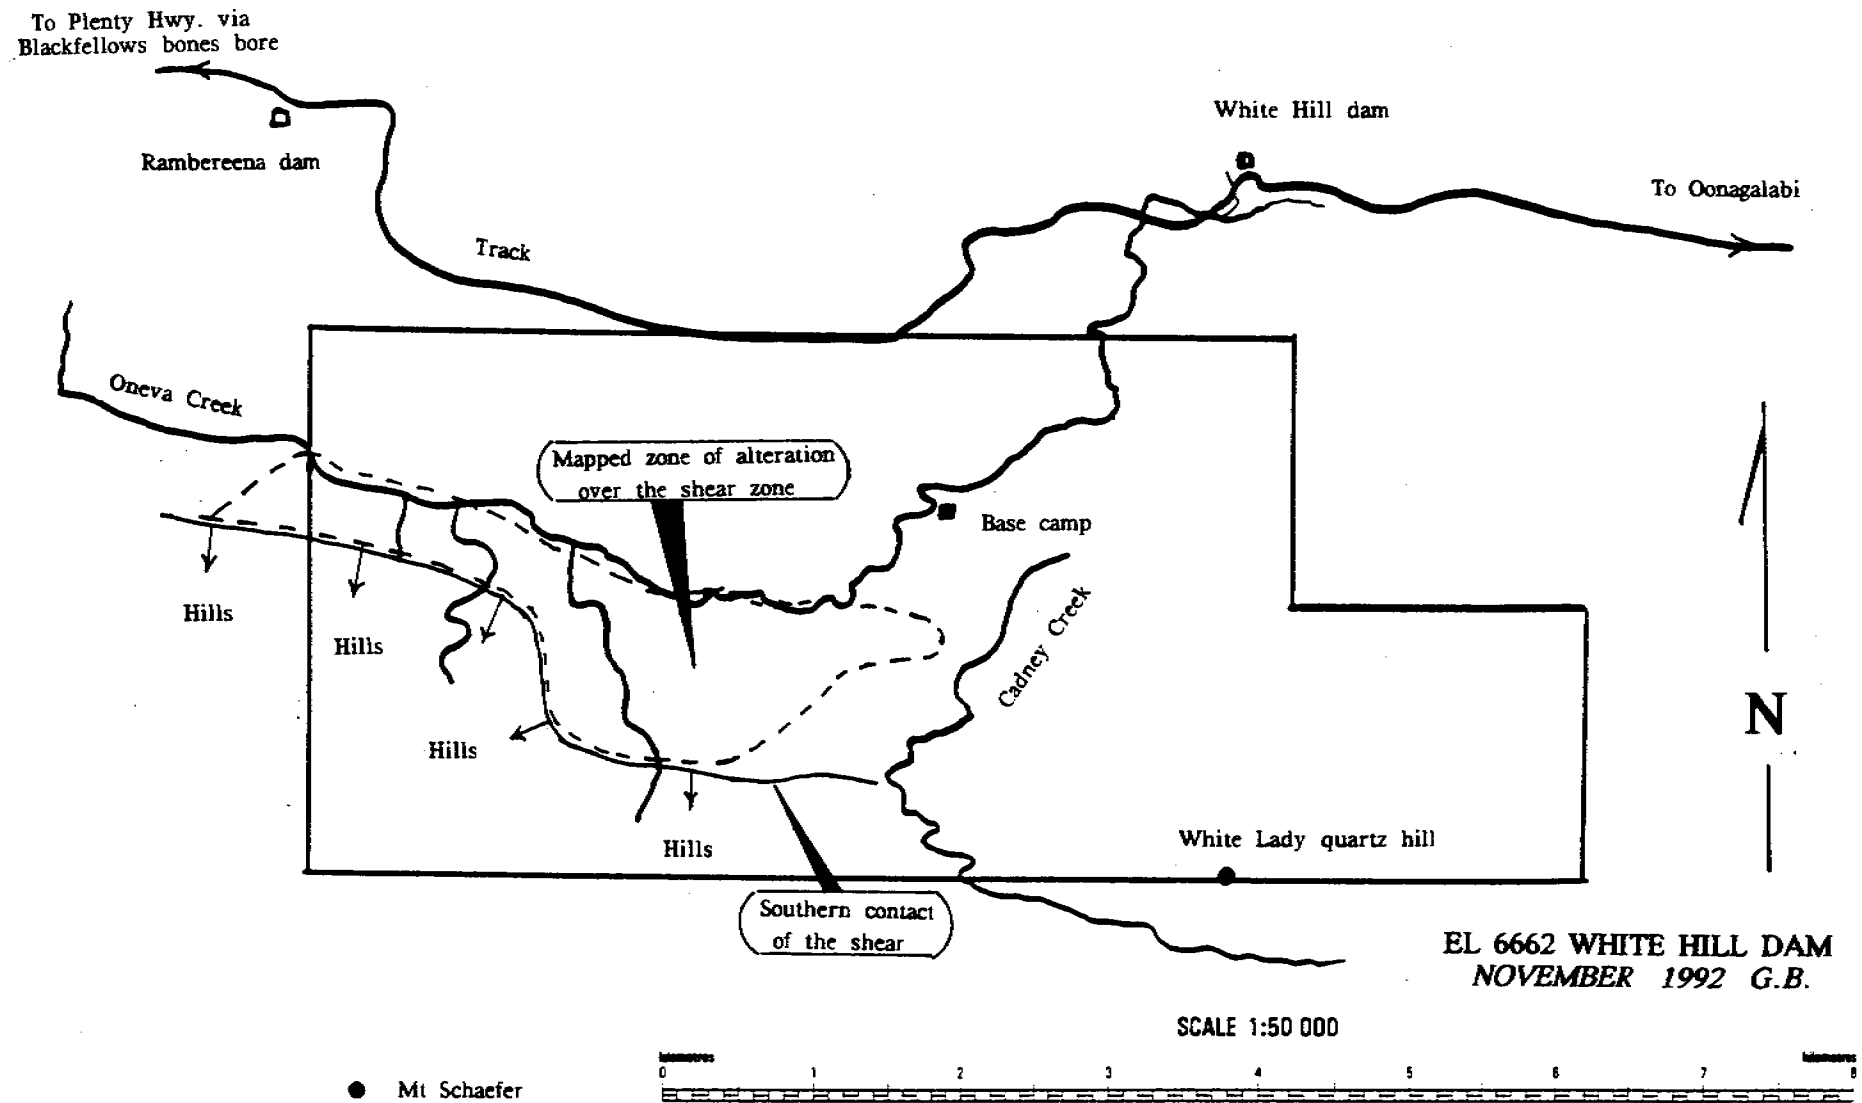 To Plenty Hwy. via
Blackfellows bones bore
White Hill dam
Rambereena dam
To Oonagalabi
Track
Oneva Creek
Mapped zone of alteration
over the shear zone
Base camp
Cadney Creek
Hills
Hills
Hills
Hills
N
White Lady quartz hill
Southern contact
of the shear
EL 6662 WHITE HILL DAM
NOVEMBER 1992 G.B.
SCALE 1:50 000
kilometres kilometres
0 1 2 3 4 5 6 7 8
Mt Schaefer